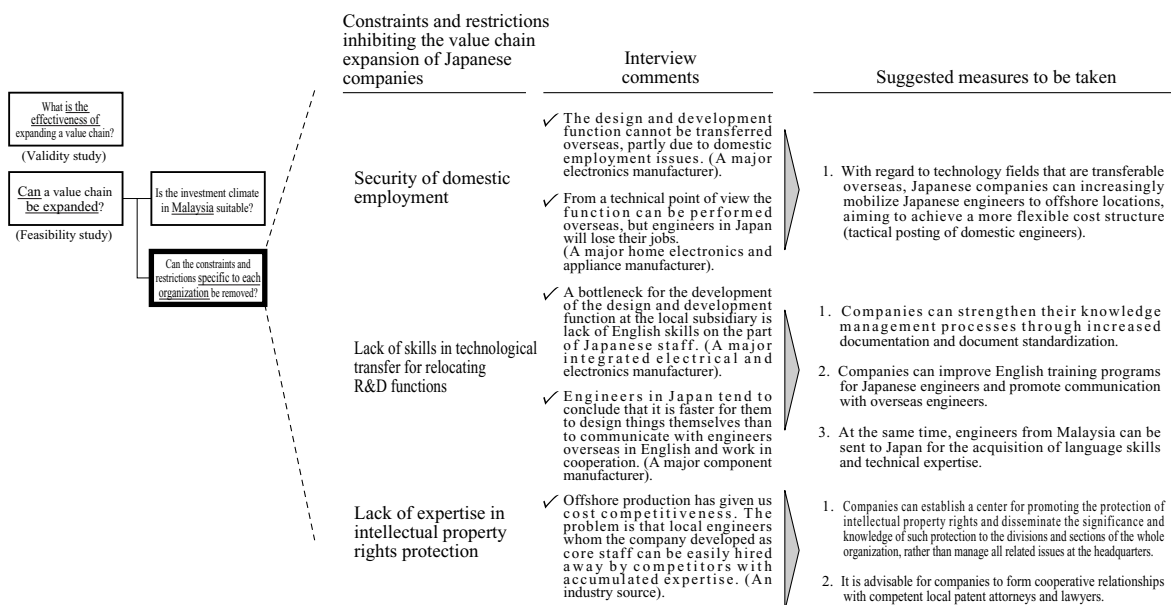 Constraints and restrictions
inhibiting the value chain
expansion of Japanese
companies
Interview
comments
Suggested measures to be taken
What is the
effectiveness of
expanding a value chain?
(Validity study)
Can a value chain
be expanded?
(Feasibility study)
Is the investment climate
in Malaysia suitable?
Can the constraints and
restrictions specific to each
organization be removed?
Security of domestic
employment
✓ The design and development
function cannot be transferred
overseas, partly due to domestic
employment issues. (A major
electronics manufacturer).
✓ From a technical point of view the
function can be performed
overseas, but engineers in Japan
will lose their jobs.
(A major home electronics and
appliance manufacturer).
1. With regard to technology fields that are transferable
overseas, Japanese companies can increasingly
mobilize Japanese engineers to offshore locations,
aiming to achieve a more flexible cost structure
(tactical posting of domestic engineers).
Lack of skills in technological
transfer for relocating
R&D functions
✓ A bottleneck for the development
of the design and development
function at the local subsidiary is
lack of English skills on the part
of Japanese staff. (A major
integrated electrical and
electronics manufacturer).
✓ Engineers in Japan tend to
conclude that it is faster for them
to design things themselves than
to communicate with engineers
overseas in English and work in
cooperation. (A major component
manufacturer).
1. Companies can strengthen their knowledge
management processes through increased
documentation and document standardization.
2. Companies can improve English training programs
for Japanese engineers and promote communication
with overseas engineers.
3. At the same time, engineers from Malaysia can be
sent to Japan for the acquisition of language skills
and technical expertise.
Lack of expertise in
intellectual property
rights protection
✓ Offshore production has given us
cost competitiveness. The
problem is that local engineers
whom the company developed as
core staff can be easily hired
away by competitors with
accumulated expertise. (An
industry source).
1. Companies can establish a center for promoting the protection of
intellectual property rights and disseminate the significance and
knowledge of such protection to the divisions and sections of the whole
organization, rather than manage all related issues at the headquarters.
2. It is advisable for companies to form cooperative relationships
with competent local patent attorneys and lawyers.